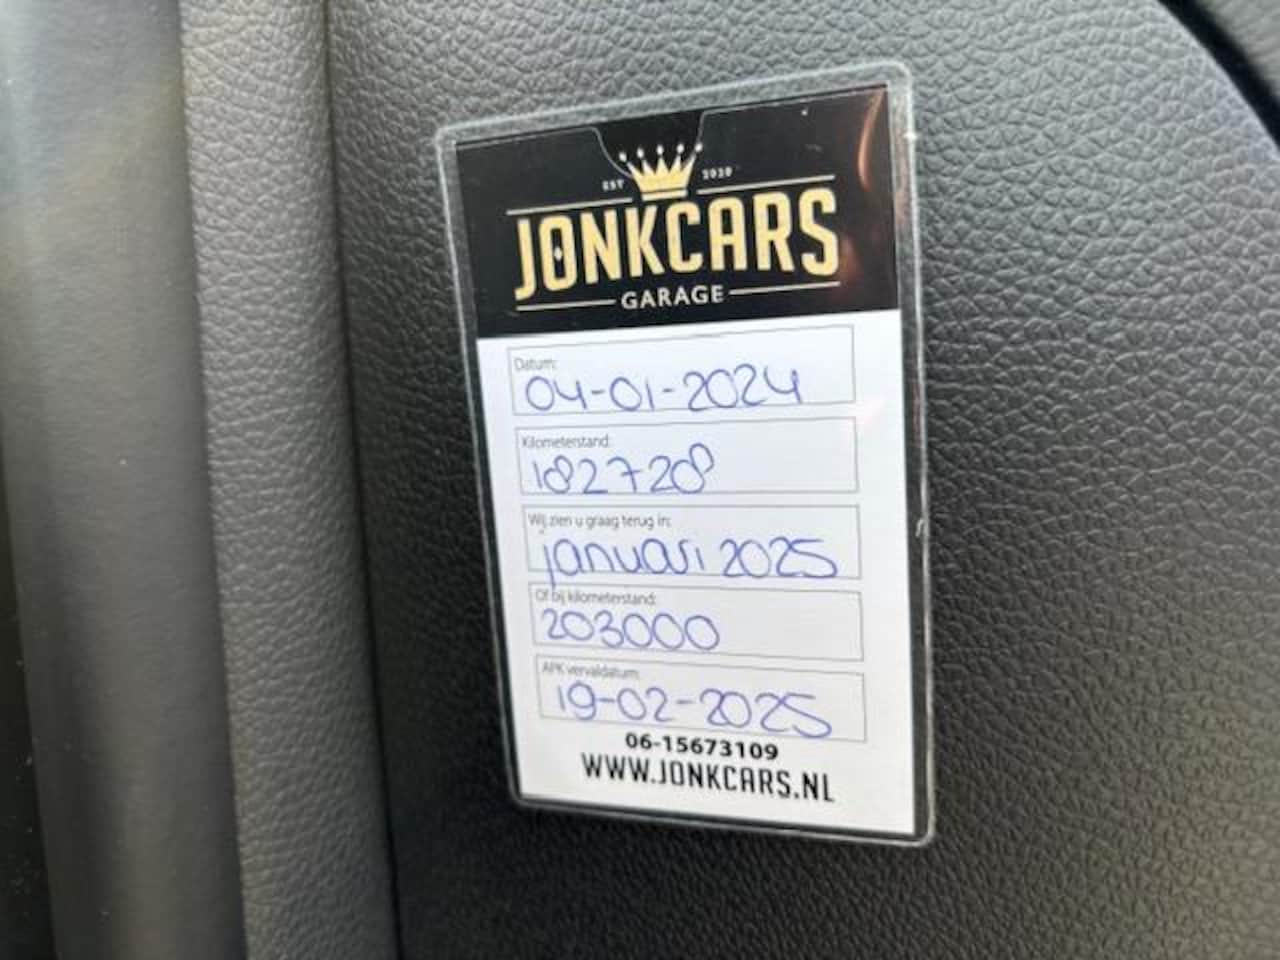 EST 2020
JONKCARS
GARAGE
Datum:
04-01-2024
Kilometerstand:
182728
Wij zien u graag terug in:
januari 2025
Of bij kilometerstand:
203000
APK vervaldatum:
19-02-2025
06-15673109
WWW.JONKCARS.NL